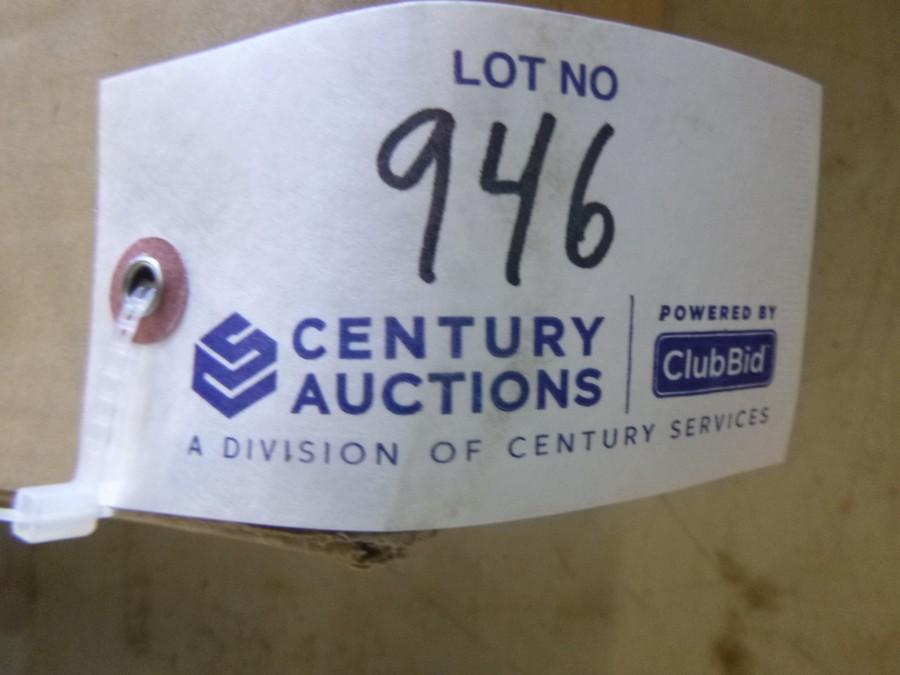 LOT NO
946
CENTURY
AUCTIONS
POWERED BY
ClubBid
A DIVISION OF CENTURY SERVICES